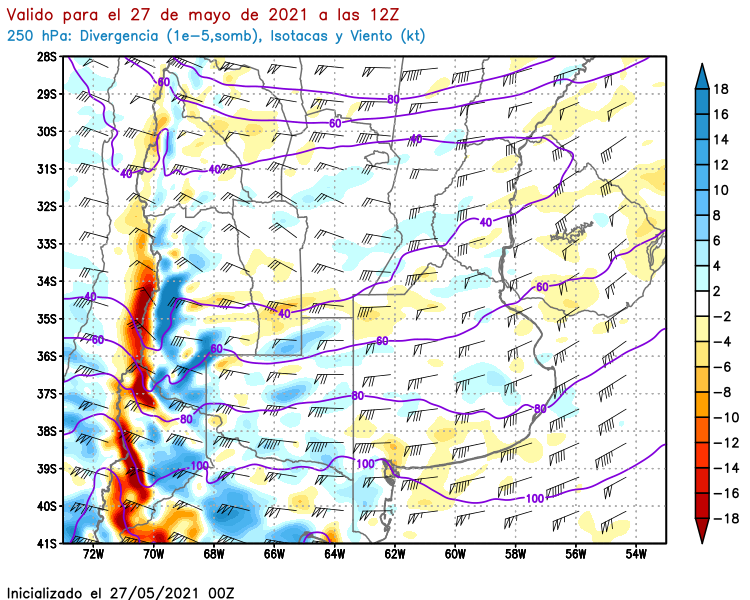 Valido para el 27 de mayo de 2021 a las 12Z
250 hPa: Divergencia (1e−5,somb), Isotacas y Viento (kt)
28S
29S
30S
31S
32S
33S
34S
35S
36S
37S
38S
39S
40S
41S
72W 70W 68W 66W 64W 62W 60W 58W 56W 54W
60
80
60
40
40
40
40
40
40
60
60
60
60
80
80
80
100
100
100
18
16
14
12
10
8
6
4
2
−2
−4
−6
−8
−10
−12
−14
−16
−18
Inicializado el 27/05/2021 00Z